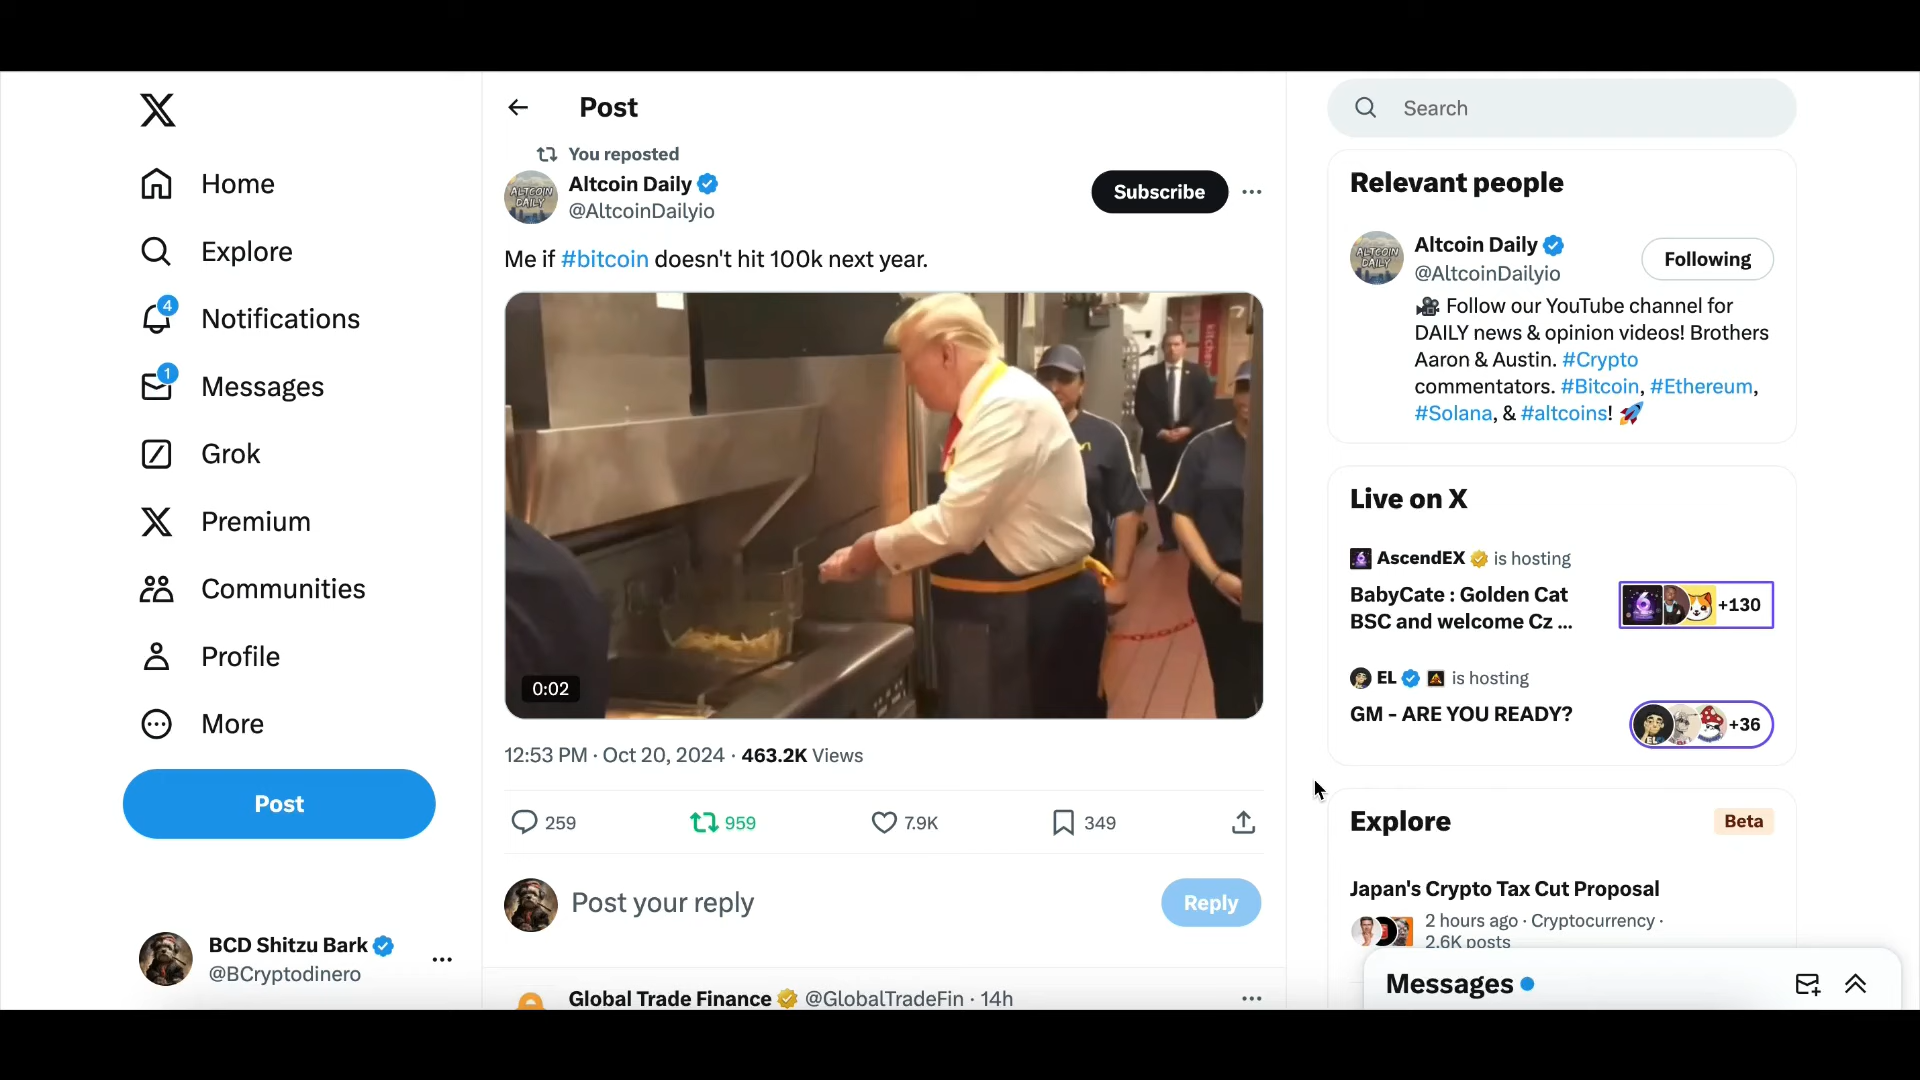 Home
Explore
4
Notifications
1
Messages
Grok
Premium
Communities
Profile
More
Post
BCD Shitzu Bark
@BCryptodinero
Post
You reposted
ALTCOIN
DAILY
Altcoin Daily
@AltcoinDailyio
Subscribe
Me if #bitcoin doesn't hit 100k next year.
kitchen
0:02
12:53 PM · Oct 20, 2024 · 463.2K Views
259
959
7.9K
349
Post your reply
Reply
Global Trade Finance @GlobalTradeFin · 14h
Search
Relevant people
ALTCOIN
DAILY
Altcoin Daily
@AltcoinDailyio
Following
Follow our YouTube channel for
DAILY news & opinion videos! Brothers
Aaron & Austin. #Crypto
commentators. #Bitcoin, #Ethereum,
#Solana, & #altcoins!
Live on X
AscendEX is hosting
BabyCate : Golden Cat
BSC and welcome Cz ...
+130
EL is hosting
GM - ARE YOU READY?
+36
Explore
Beta
Japan's Crypto Tax Cut Proposal
2 hours ago · Cryptocurrency ·
2.6K posts
Messages